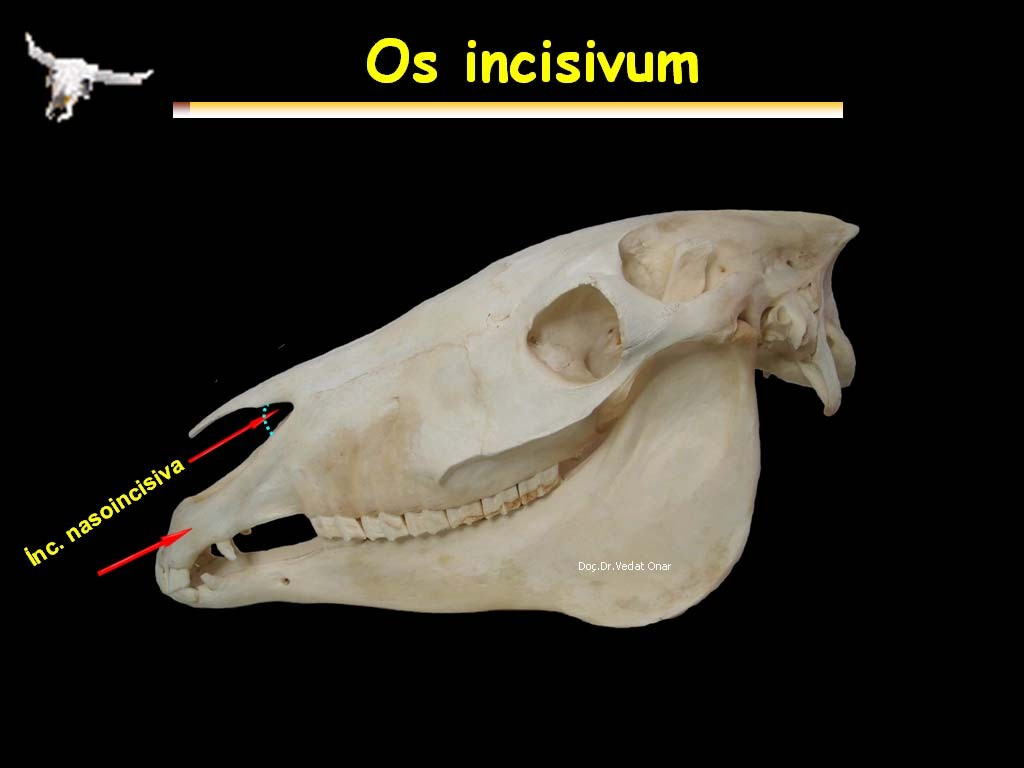 Os incisivum
İnc. nasoincisiva
Doç.Dr.Vedat Onar